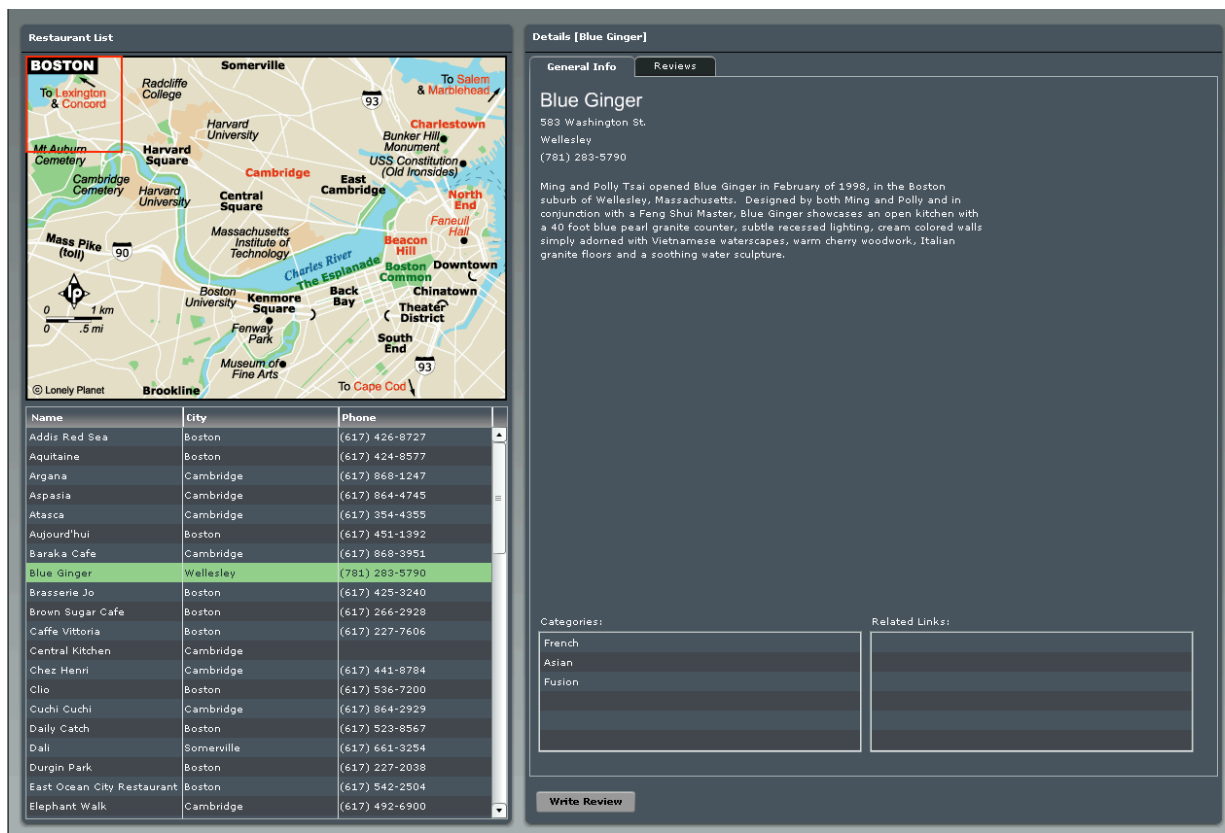 Restaurant List
BOSTON
Somerville
To Lexington
& Concord
Radcliffe
College
To Salem
& Marblehead
93
Harvard
University
Charlestown
Bunker Hill
Monument
Mt Auburn
Cemetery
Harvard
Square
USS Constitution
(Old Ironsides)
Cambridge
Cemetery
Harvard
University
Cambridge
Central
Square
East
Cambridge
North
End
Faneuil
Hall
Mass Pike
(toll)
90
Massachusetts
Institute of
Technology
Beacon
Hill
Charles River
The Esplanade
Boston
Common
Downtown
0 1 km
0 .5 mi
Boston
University
Kenmore
Square
Back
Bay
Chinatown
Theater
District
Fenway
Park
South
End
Museum of
Fine Arts
93
© Lonely Planet
Brookline
To Cape Cod
Name City Phone
Addis Red Sea Boston (617) 426-8727
Aquitaine Boston (617) 424-8577
Argana Cambridge (617) 868-1247
Aspasia Cambridge (617) 864-4745
Atasca Cambridge (617) 354-4355
Aujourd'hui Boston (617) 451-1392
Baraka Cafe Cambridge (617) 868-3951
Blue Ginger Wellesley (781) 283-5790
Brasserie Jo Boston (617) 425-3240
Brown Sugar Cafe Boston (617) 266-2928
Caffe Vittoria Boston (617) 227-7606
Central Kitchen Cambridge
Chez Henri Cambridge (617) 441-8784
Clio Boston (617) 536-7200
Cuchi Cuchi Cambridge (617) 864-2929
Daily Catch Boston (617) 523-8567
Dali Somerville (617) 661-3254
Durgin Park Boston (617) 227-2038
East Ocean City Restaurant Boston (617) 542-2504
Elephant Walk Cambridge (617) 492-6900
Details [Blue Ginger]
General Info Reviews
Blue Ginger
583 Washington St.
Wellesley
(781) 283-5790
Ming and Polly Tsai opened Blue Ginger in February of 1998, in the Boston
suburb of Wellesley, Massachusetts. Designed by both Ming and Polly and in
conjunction with a Feng Shui Master, Blue Ginger showcases an open kitchen with
a 40 foot blue pearl granite counter, subtle recessed lighting, cream colored walls
simply adorned with Vietnamese waterscapes, warm cherry woodwork, Italian
granite floors and a soothing water sculpture.
Categories: Related Links:
French
Asian
Fusion
Write Review